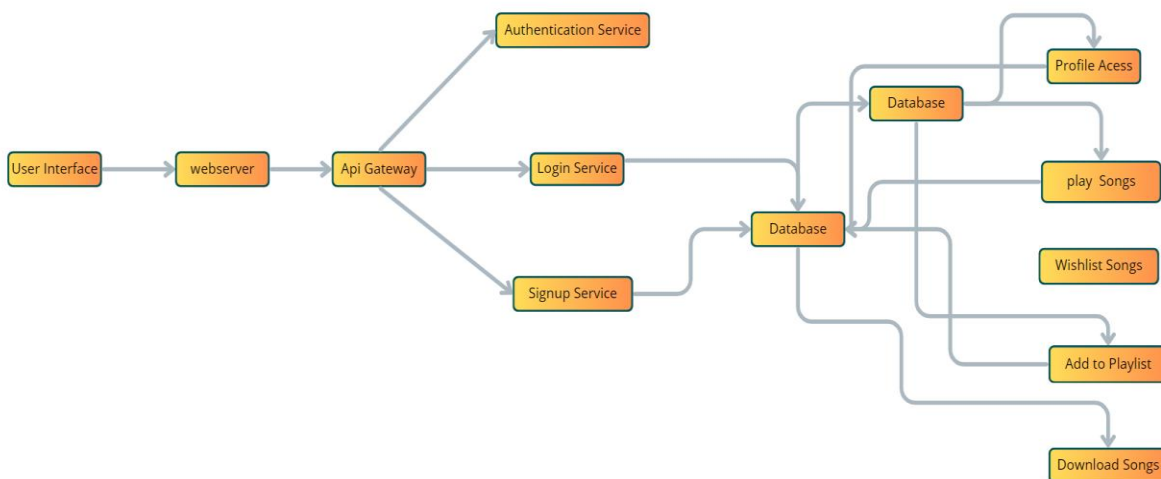 Authentication Service
Profile Acess
Database
User Interface
webserver
Api Gateway
Login Service
play Songs
Database
Wishlist Songs
Signup Service
Add to Playlist
Download Songs